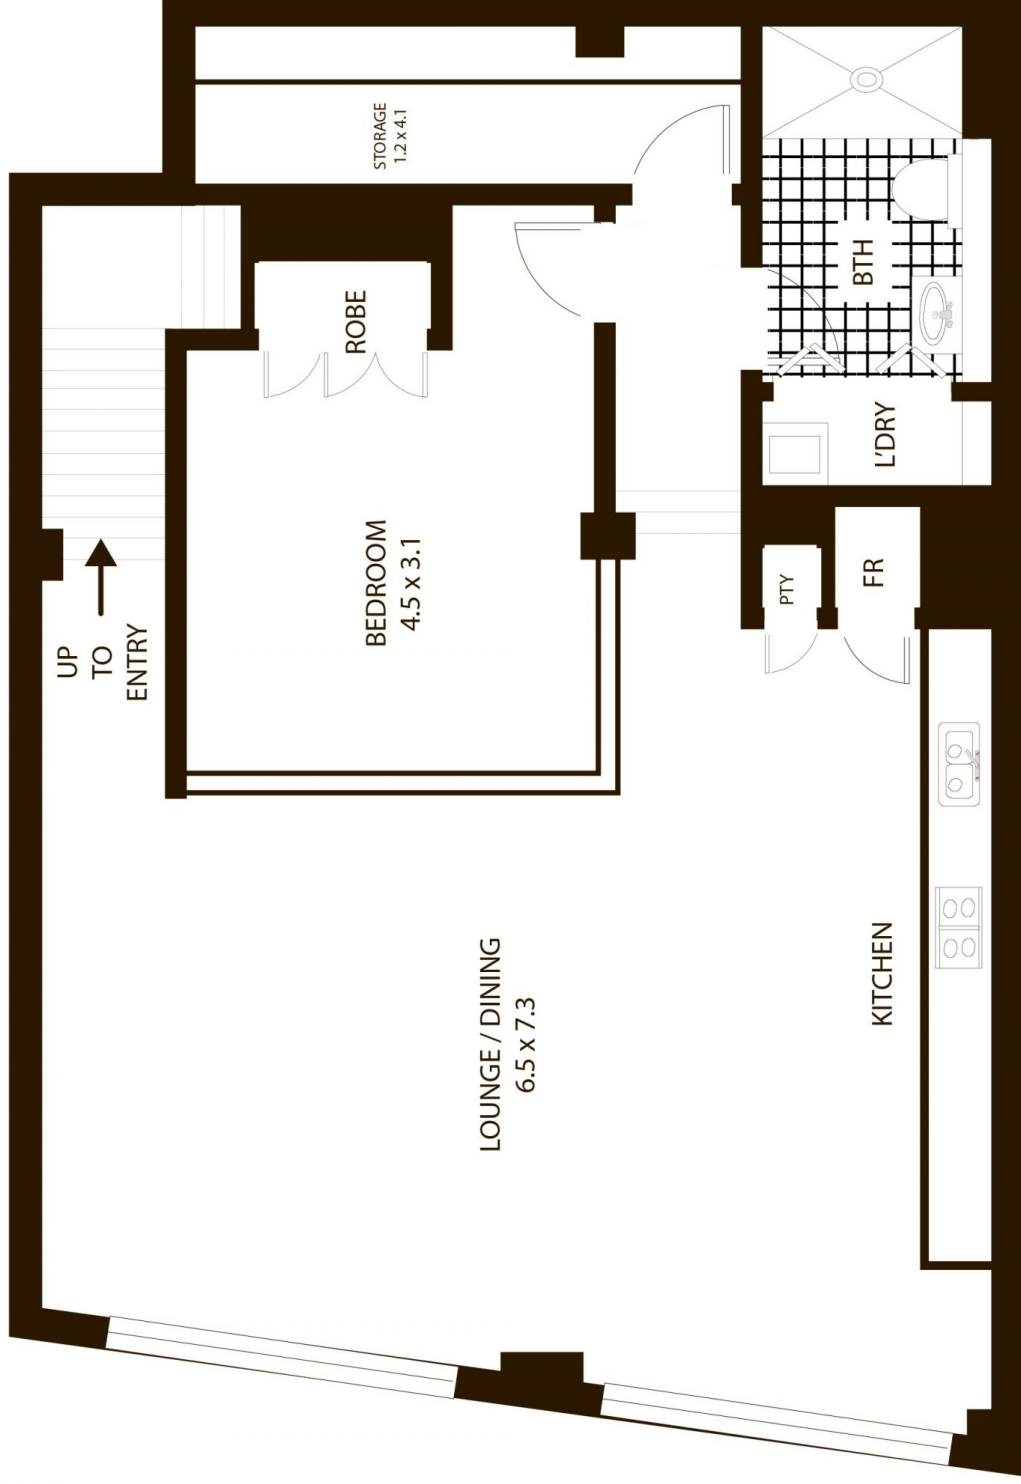 STORAGE
1.2 x 4.1
BTH
ROBE
L'DRY
BEDROOM
4.5 x 3.1
PTY
FR
UP
TO
ENTRY
LOUNGE / DINING
6.5 x 7.3
KITCHEN